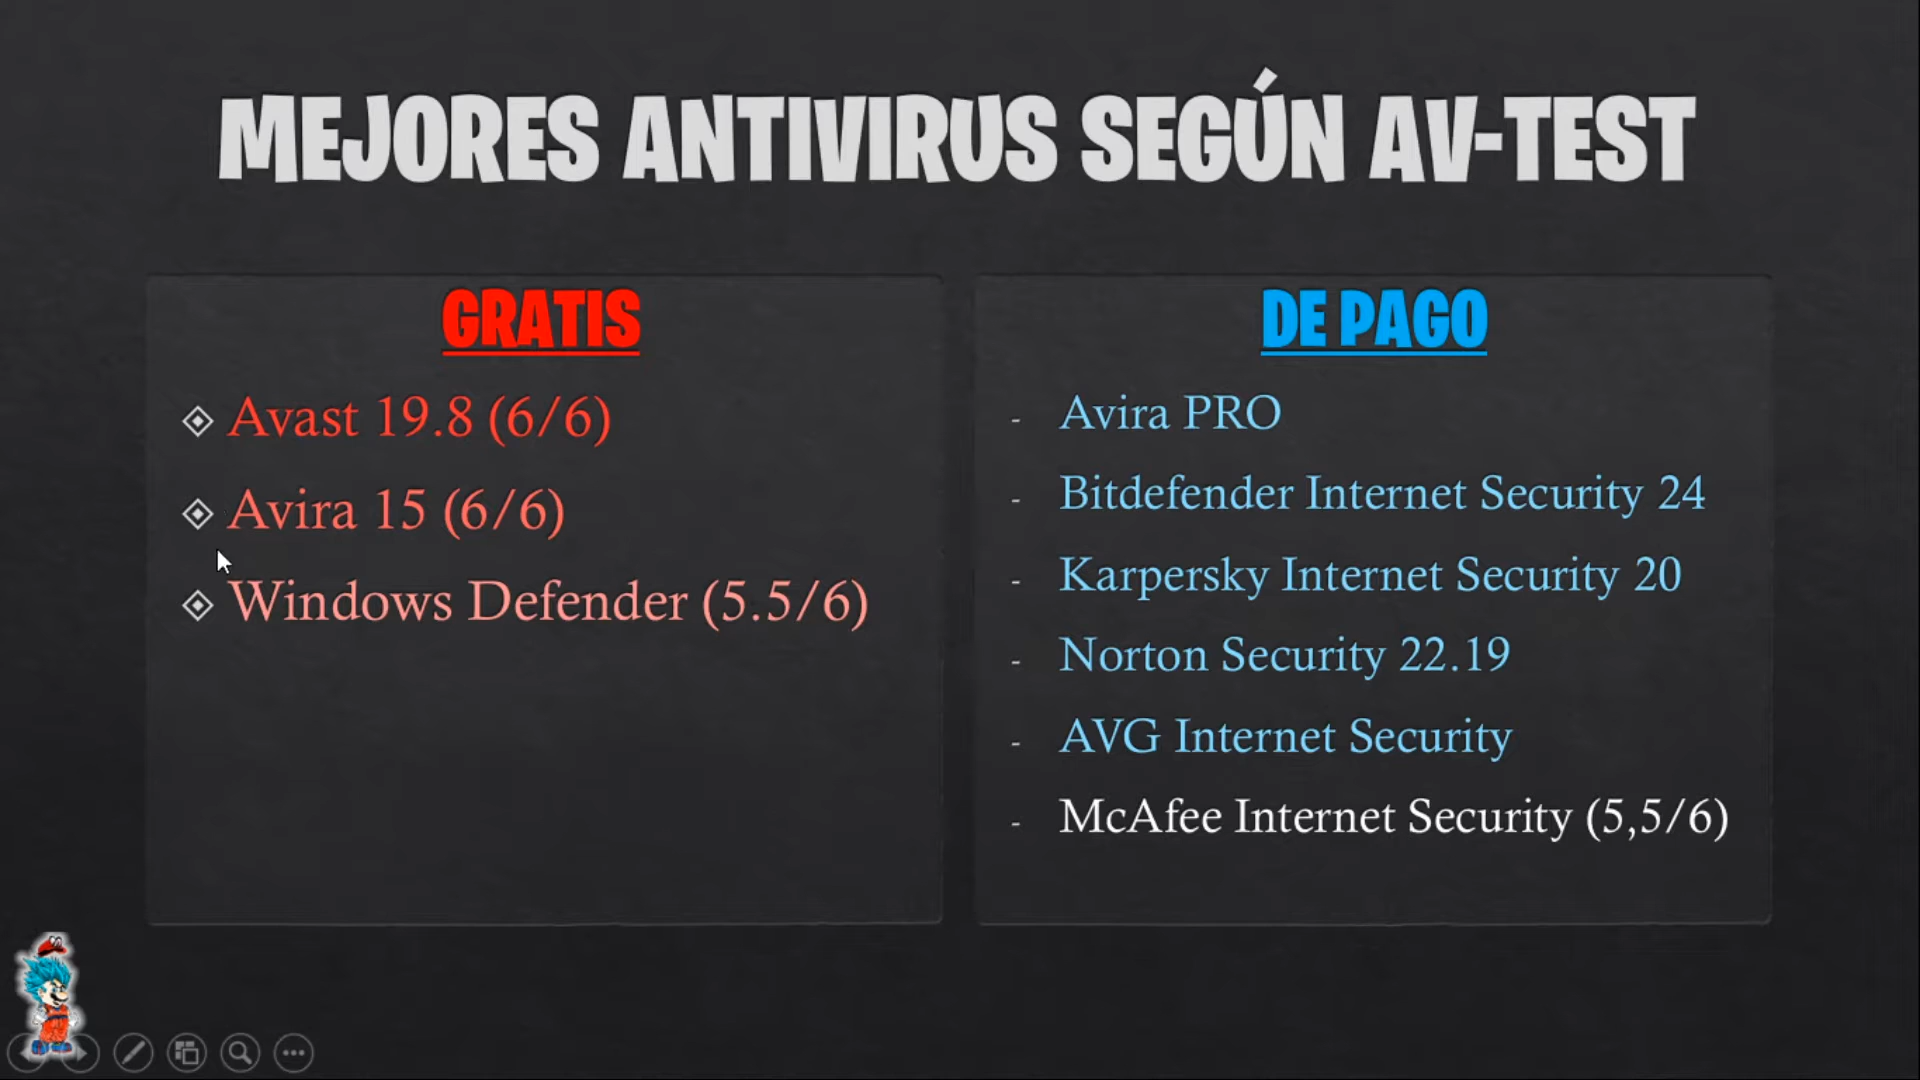 MEJORES ANTIVIRUS SEGÚN AV-TEST
GRATIS
Avast 19.8 (6/6)
Avira 15 (6/6)
Windows Defender (5.5/6)
DE PAGO
- Avira PRO
- Bitdefender Internet Security 24
- Karpersky Internet Security 20
- Norton Security 22.19
- AVG Internet Security
- McAfee Internet Security (5,5/6)